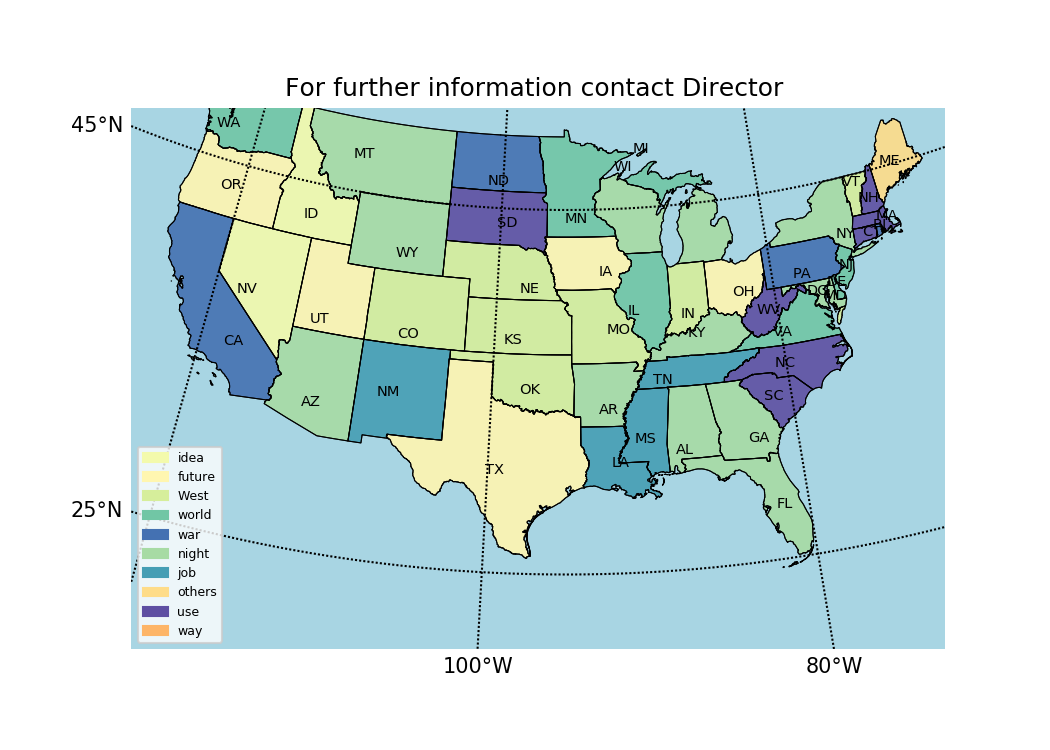 For further information contact Director
45°N
25°N
100°W
80°W
WA
MT
OR
ID
WY
NV
UT
CO
CA
AZ
NM
ND
SD
NE
KS
OK
TX
MN
IA
MO
AR
LA
WI
MI
IL
IN
OH
KY
TN
MS
AL
GA
FL
SC
NC
VA
WV
PA
NY
VT
NH
ME
MA
RI
CT
NJ
DE
DC
MD
idea
future
West
world
war
night
job
others
use
way